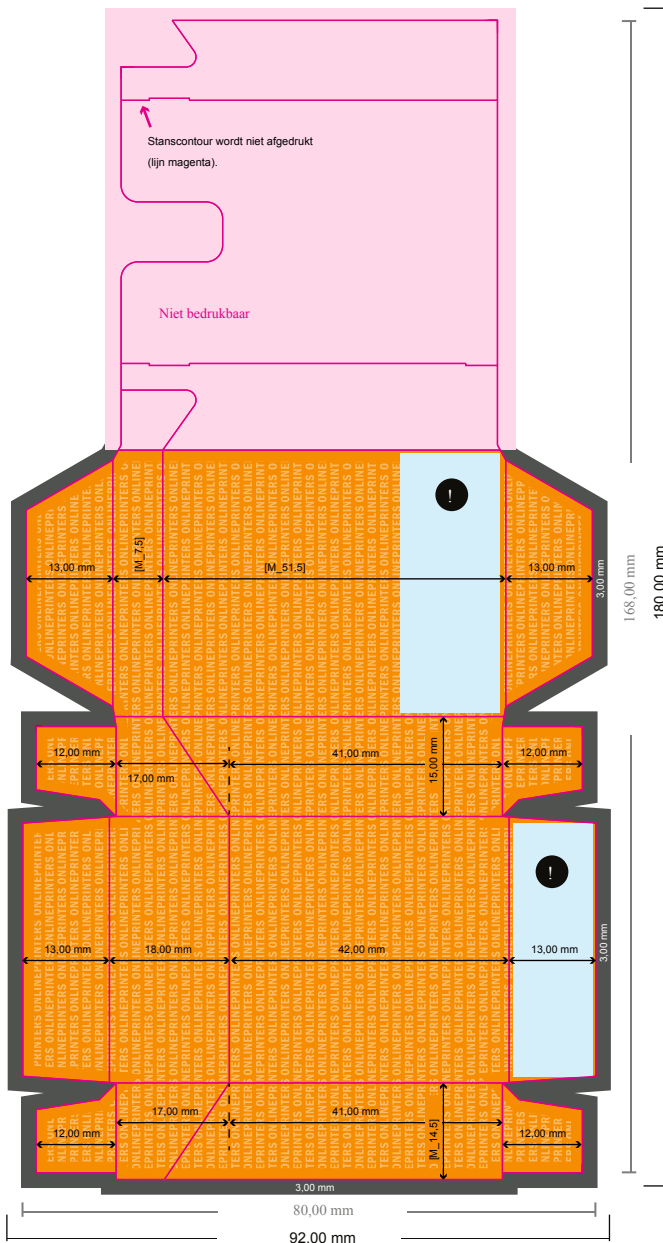 Stanscontour wordt niet afgedrukt
(lijn magenta).
Niet bedrukbaar
!
13,00 mm
[M_7,5]
[M_51,5]
13,00 mm
3,00 mm
168,00 mm
180,00 mm
12,00 mm
17,00 mm
41,00 mm
15,00 mm
12,00 mm
!
13,00 mm
18,00 mm
42,00 mm
13,00 mm
3,00 mm
17,00 mm
41,00 mm
12,00 mm
[M_14,5]
12,00 mm
3,00 mm
80,00 mm
92,00 mm
ONLINEPRINTERS ONLINEPRINTERS ONLINEPRINTERS